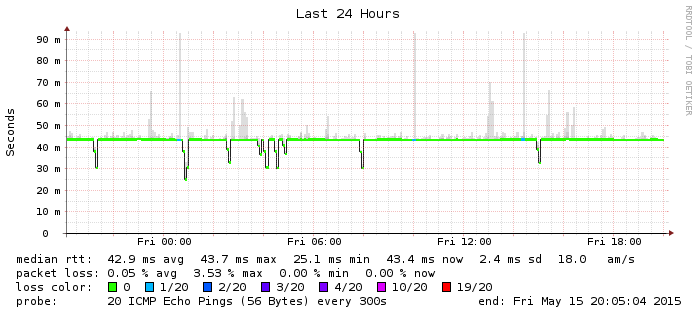 Last 24 Hours
RRDTOOL / TOBI OETIKER
Seconds
90 m
80 m
70 m
60 m
50 m
40 m
30 m
20 m
10 m
0
Fri 00:00 Fri 06:00 Fri 12:00 Fri 18:00
median rtt: 42.9 ms avg 43.7 ms max 25.1 ms min 43.4 ms now 2.4 ms sd 18.0 am/s
packet loss: 0.05 % avg 3.53 % max 0.00 % min 0.00 % now
loss color: 0 1/20 2/20 3/20 4/20 10/20 19/20
probe: 20 ICMP Echo Pings (56 Bytes) every 300s end: Fri May 15 20:05:04 2015